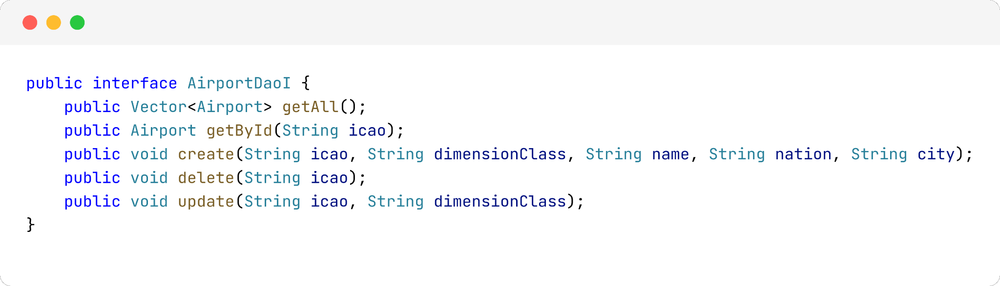 public interface AirportDaoI {
    public Vector<Airport> getAll();
    public Airport getById(String icao);
    public void create(String icao, String dimensionClass, String name, String nation, String city);
    public void delete(String icao);
    public void update(String icao, String dimensionClass);
}